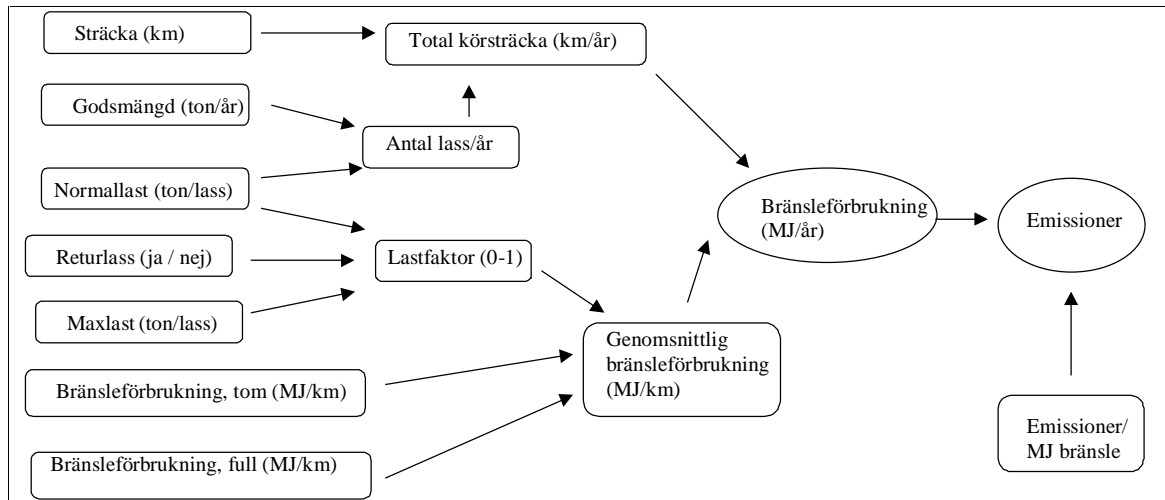 Sträcka (km)
Total körsträcka (km/år)
Godsmängd (ton/år)
Antal lass/år
Normallast (ton/lass)
Bränsleförbrukning
(MJ/år)
Emissioner
Returlass (ja / nej)
Lastfaktor (0-1)
Maxlast (ton/lass)
Genomsnittlig
bränsleförbrukning
(MJ/km)
Bränsleförbrukning, tom (MJ/km)
Emissioner/
MJ bränsle
Bränsleförbrukning, full (MJ/km)